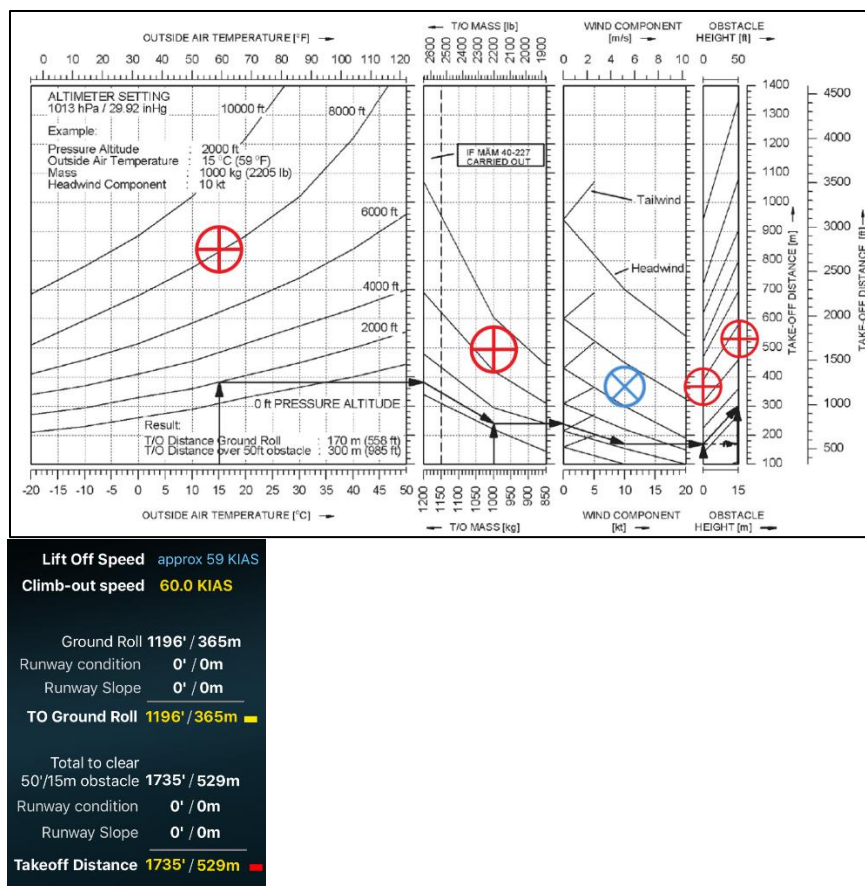 OUTSIDE AIR TEMPERATURE [°F] →
← T/O MASS [lb]
WIND COMPONENT [m/s] →
OBSTACLE HEIGHT [ft] →
0 10 20 30 40 50 60 70 80 90 100 110 120
2600 2500 2400 2300 2200 2100 2000 1900 1840
0 2 4 6 8 10
0 50
ALTIMETER SETTING
1013 hPa / 29.92 inHg
Example:
Pressure Altitude : 2000ft
Outside Air Temperature : 15 °C (59 °F)
Mass : 1000 kg (2205 lb)
Headwind Component : 10 kt
10000 ft
8000 ft
6000 ft
4000 ft
2000 ft
0 ft PRESSURE ALTITUDE
Result:
T/O Distance Ground Roll : 170 m (558 ft)
T/O Distance over 50ft obstacle : 300 m (985 ft)
IF MÄM 40-227
CARRIED OUT
Tailwind
Headwind
1400
1300
1200
1100
1000
900
800
700
600
500
400
300
200
100
TAKE-OFF DISTANCE [m] →
4500
4000
3500
3000
2500
2000
1500
1000
500
TAKE-OFF DISTANCE [ft] →
-20 -15 -10 -5 0 5 10 15 20 25 30 35 40 45 50
1200 1150 1100 1050 1000 950 900 850
0 5 10 15 20
0 15
OUTSIDE AIR TEMPERATURE [°C] →
← T/O MASS [kg]
WIND COMPONENT [kt] →
OBSTACLE HEIGHT [m] →
Lift Off Speed approx 59 KIAS
Climb-out speed 60.0 KIAS
Ground Roll 1196' / 365m
Runway condition 0' / 0m
Runway Slope 0' / 0m
TO Ground Roll 1196' / 365m
Total to clear
50'/15m obstacle 1735' / 529m
Runway condition 0' / 0m
Runway Slope 0' / 0m
Takeoff Distance 1735' / 529m